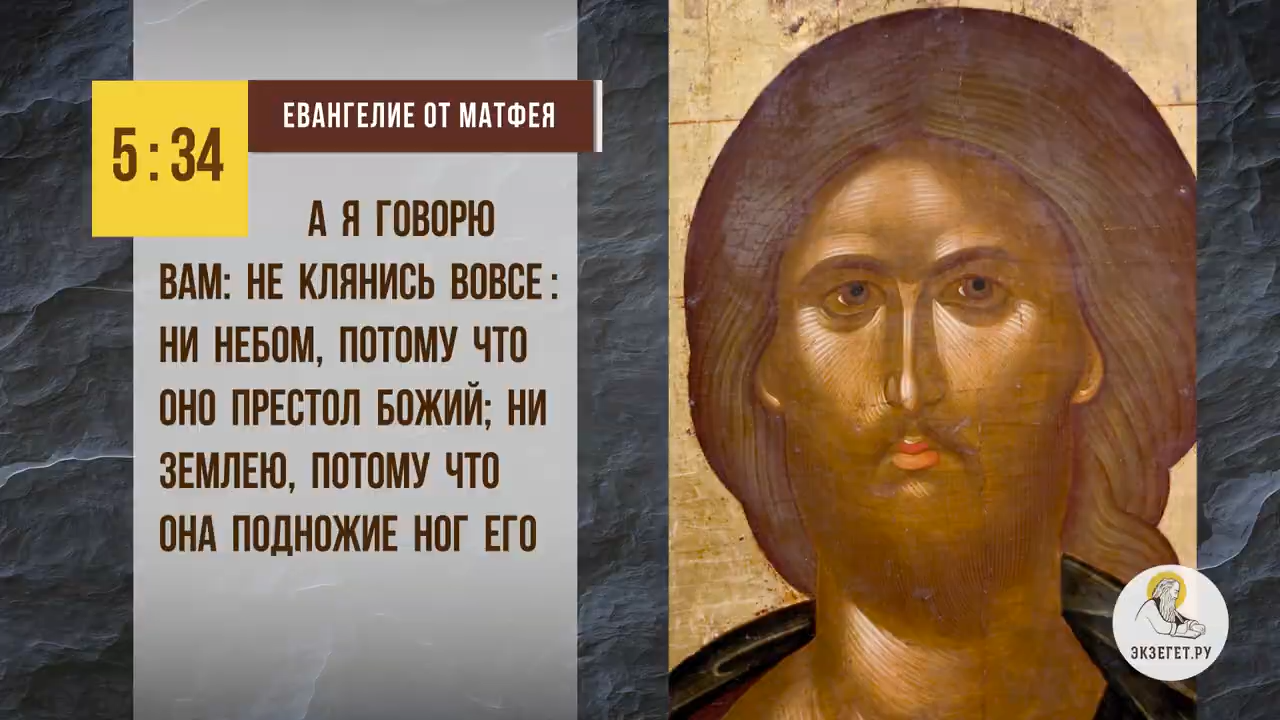 5:34
ЕВАНГЕЛИЕ ОТ МАТФЕЯ
А Я ГОВОРЮ
ВАМ: НЕ КЛЯНИСЬ ВОВСЕ:
НИ НЕБОМ, ПОТОМУ ЧТО
ОНО ПРЕСТОЛ БОЖИЙ; НИ
ЗЕМЛЕЮ, ПОТОМУ ЧТО
ОНА ПОДНОЖИЕ НОГ ЕГО
ЭКЗЕГЕТ.РУ